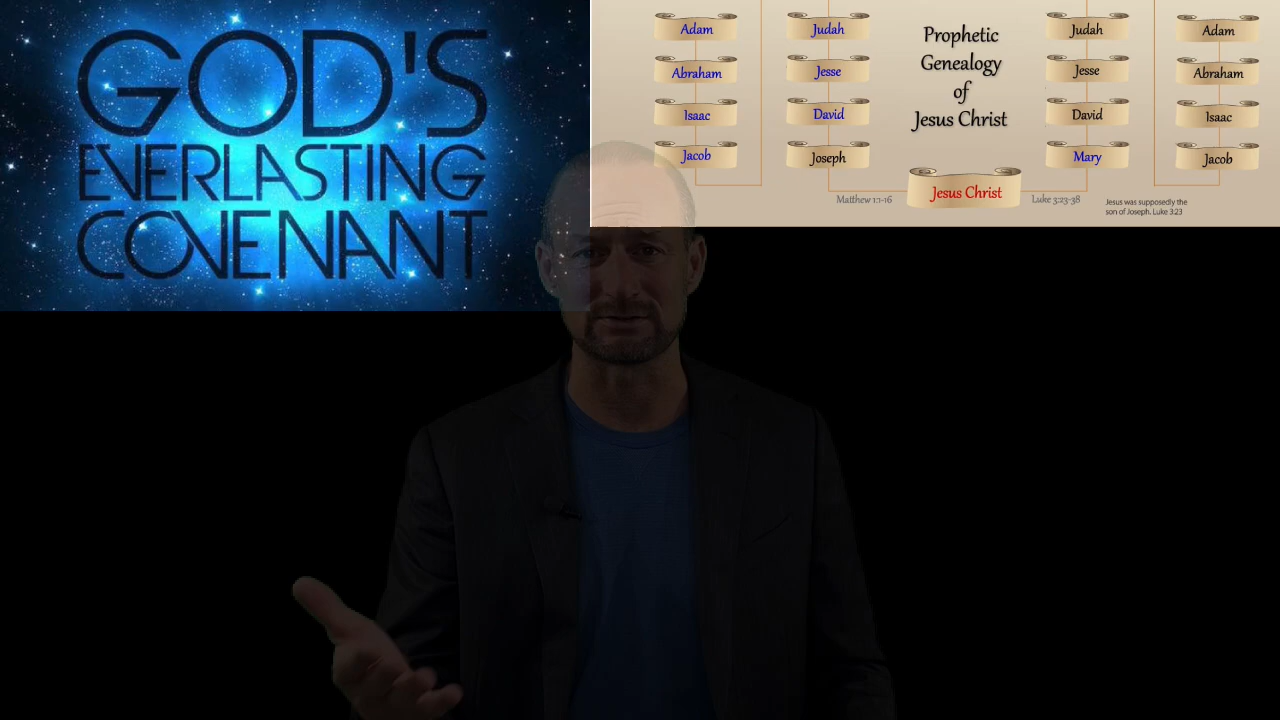 GOD'S
EVERLASTING
COVENANT
Adam
Abraham
Isaac
Jacob
Judah
Jesse
David
Joseph
Prophetic
Genealogy
of
Jesus Christ
Jesus Christ
Matthew 1:1-16
Luke 3:23-38
Judah
Jesse
David
Mary
Adam
Abraham
Isaac
Jacob
Jesus was supposedly the
son of Joseph. Luke 3:23